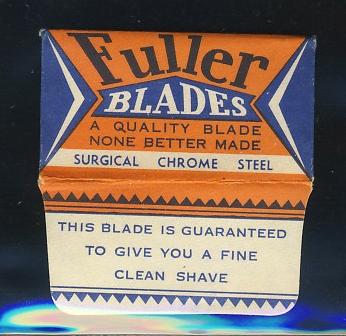 Fuller
BLADES
A QUALITY BLADE
NONE BETTER MADE
SURGICAL CHROME STEEL
THIS BLADE IS GUARANTEED
TO GIVE YOU A FINE
CLEAN SHAVE